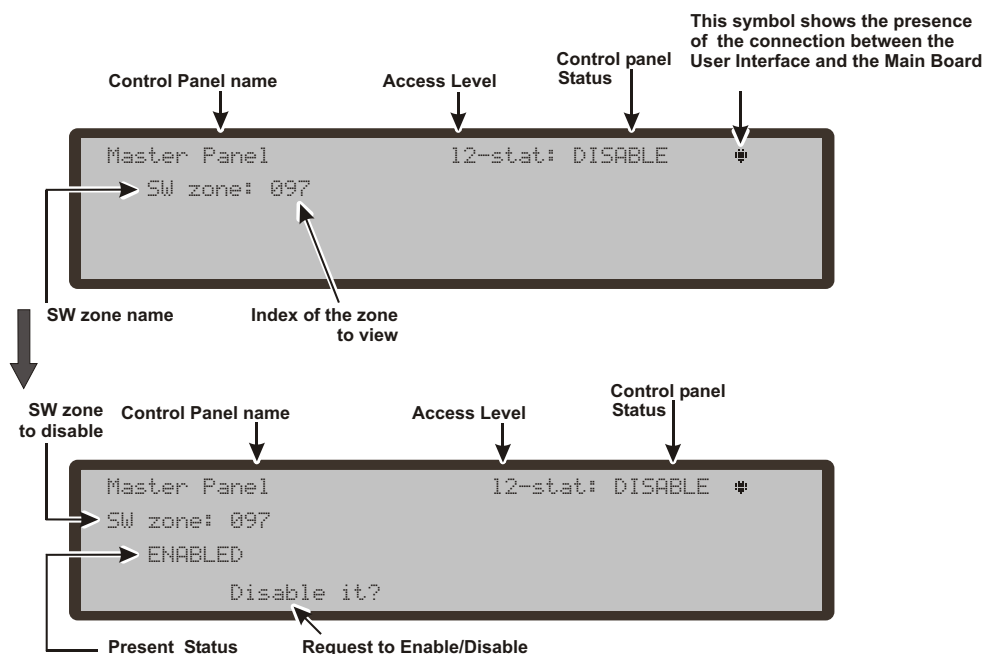 This symbol shows the presence
of the connection between the
User Interface and the Main Board
Control panel
Status
Control Panel name
Access Level
Master Panel l2-stat: DISABLE
SW zone: 097
SW zone name
Index of the zone
to view
SW zone
to disable
Control Panel name
Access Level
Control panel
Status
Master Panel l2-stat: DISABLE
SW zone: 097
ENABLED
Disable it?
Present Status
Request to Enable/Disable